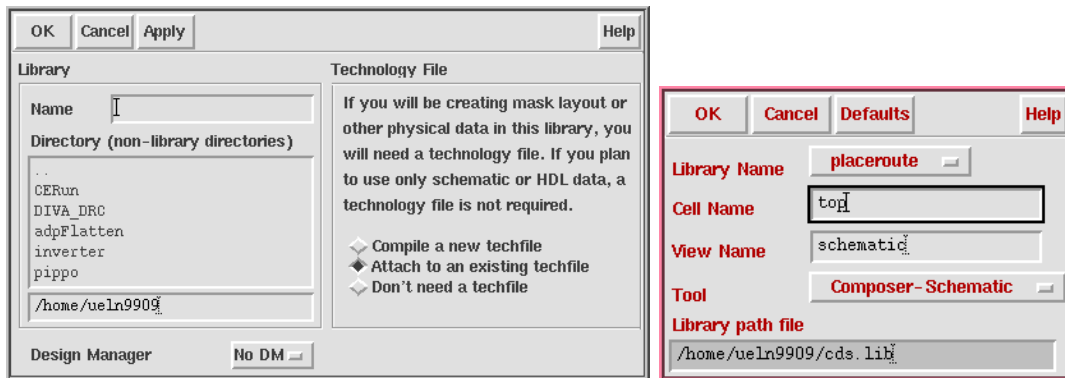 OK Cancel Apply Help
Library
Name
Directory (non-library directories)
..
CERun
DIVA_DRC
adpFlatten
inverter
pippo
/home/ueln9909
Design Manager No DM
Technology File
If you will be creating mask layout or
other physical data in this library, you
will need a technology file. If you plan
to use only schematic or HDL data, a
technology file is not required.
Compile a new techfile
Attach to an existing techfile
Don't need a techfile
OK Cancel Defaults Help
Library Name placeroute
Cell Name top
View Name schematic
Tool Composer-Schematic
Library path file
/home/ueln9909/cds.lib